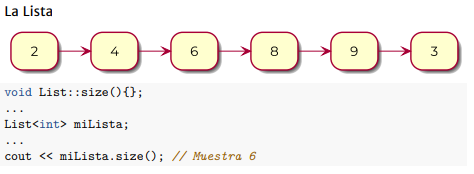 La Lista
2 4 6 8 9 3
void List::size(){};
...
List<int> miLista;
...
cout << miLista.size(); // Muestra 6